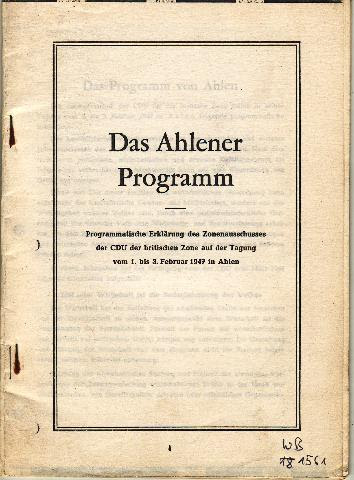 Das Ahlener
Programm
Programmatische Erklärung des Zonenausschusses
der CDU der britischen Zone auf der Tagung
vom 1. bis 3. Februar 1947 in Ahlen
WB
18 1561